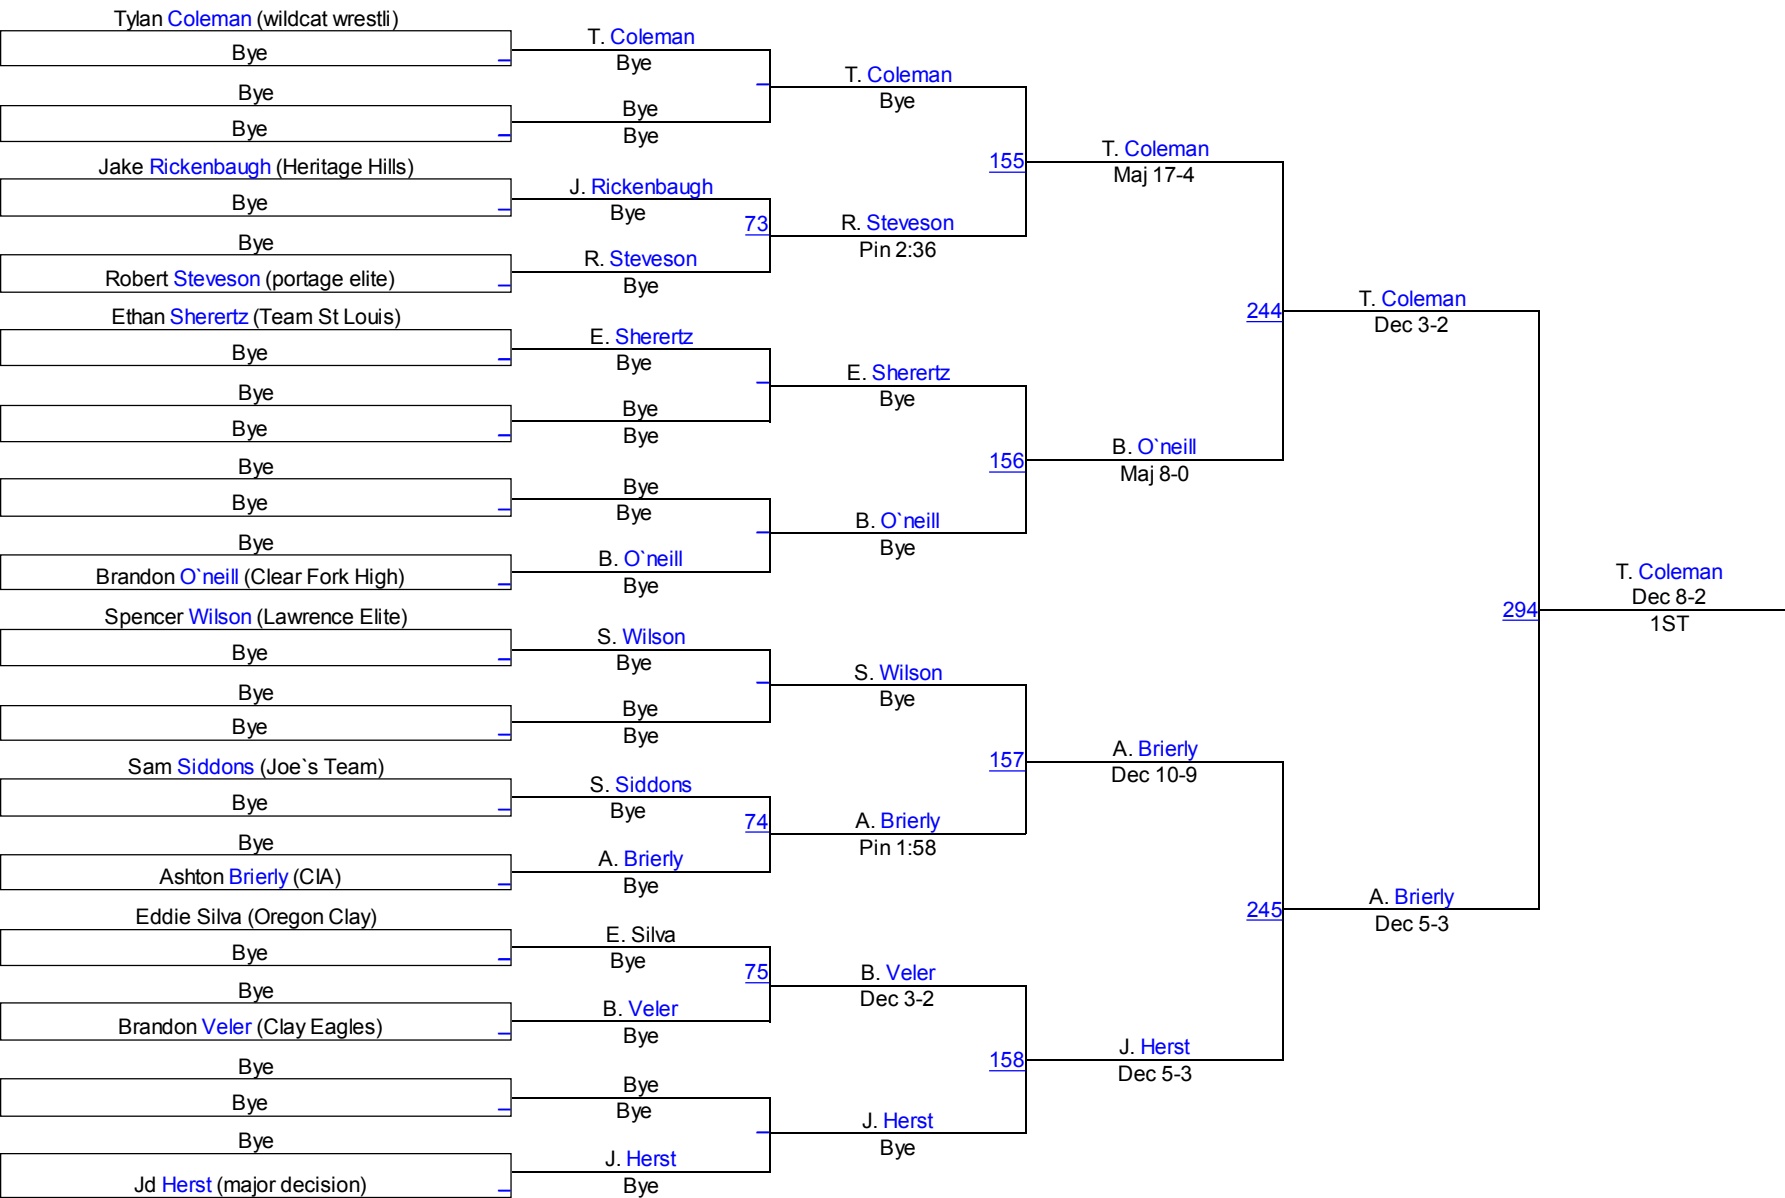 Tylan Coleman (wildcat wrestli)
Bye
Bye
Bye
Jake Rickenbaugh (Heritage Hills)
Bye
Bye
Robert Steveson (portage elite)
Ethan Sherertz (Team St Louis)
Bye
Bye
Bye
Bye
Bye
Bye
Brandon O`neill (Clear Fork High)
Spencer Wilson (Lawrence Elite)
Bye
Bye
Bye
Sam Siddons (Joe`s Team)
Bye
Bye
Ashton Brierly (CIA)
Eddie Silva (Oregon Clay)
Bye
Bye
Brandon Veler (Clay Eagles)
Bye
Bye
Bye
Jd Herst (major decision)
T. Coleman
Bye
Bye
Bye
J. Rickenbaugh
Bye
73
R. Steveson
Bye
E. Sherertz
Bye
Bye
Bye
Bye
Bye
B. O`neill
Bye
S. Wilson
Bye
Bye
Bye
S. Siddons
Bye
74
A. Brierly
Bye
E. Silva
Bye
75
B. Veler
Bye
Bye
Bye
J. Herst
Bye
T. Coleman
Bye
155
R. Steveson
Pin 2:36
E. Sherertz
Bye
156
B. O`neill
Bye
S. Wilson
Bye
157
A. Brierly
Pin 1:58
B. Veler
Dec 3-2
158
J. Herst
Bye
T. Coleman
Maj 17-4
244
B. O`neill
Maj 8-0
A. Brierly
Dec 10-9
245
J. Herst
Dec 5-3
T. Coleman
Dec 3-2
294
A. Brierly
Dec 5-3
T. Coleman
Dec 8-2
1ST